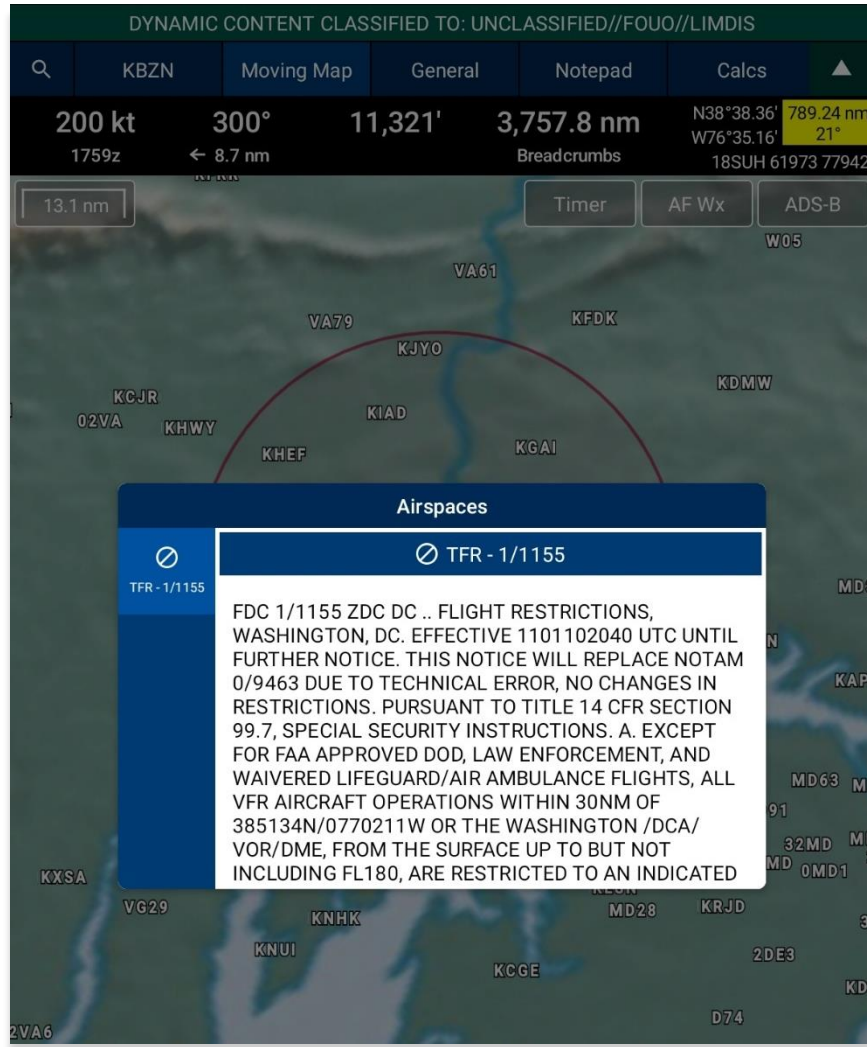 DYNAMIC CONTENT CLASSIFIED TO: UNCLASSIFIED//FOUO//LIMDIS
KBZN Moving Map General Notepad Calcs
200 kt 300° 11,321' 3,757.8 nm N38°38.36' 789.24 nm
W76°35.16' 21°
1759z ← 8.7 nm Breadcrumbs 18SUH 61973 77942
13.1 nm Timer AF Wx ADS-B
W05
VA61
VA79 KFDK
KJYO
KDMW
KCJR
02VA KHWY KIAD
KHEF KGAI
Airspaces
TFR - 1/1155
TFR - 1/1155
FDC 1/1155 ZDC DC .. FLIGHT RESTRICTIONS,
WASHINGTON, DC. EFFECTIVE 1101102040 UTC UNTIL
FURTHER NOTICE. THIS NOTICE WILL REPLACE NOTAM
0/9463 DUE TO TECHNICAL ERROR, NO CHANGES IN
RESTRICTIONS. PURSUANT TO TITLE 14 CFR SECTION
99.7, SPECIAL SECURITY INSTRUCTIONS. A. EXCEPT
FOR FAA APPROVED DOD, LAW ENFORCEMENT, AND
WAIVERED LIFEGUARD/AIR AMBULANCE FLIGHTS, ALL
VFR AIRCRAFT OPERATIONS WITHIN 30NM OF
385134N/0770211W OR THE WASHINGTON /DCA/
VOR/DME, FROM THE SURFACE UP TO BUT NOT
INCLUDING FL180, ARE RESTRICTED TO AN INDICATED
MD63
32MD
MD 0MD1
KXSA
VG29 KNHK MD28 KRJD
KNUI 2DE3
KCGE
D74
2VA6